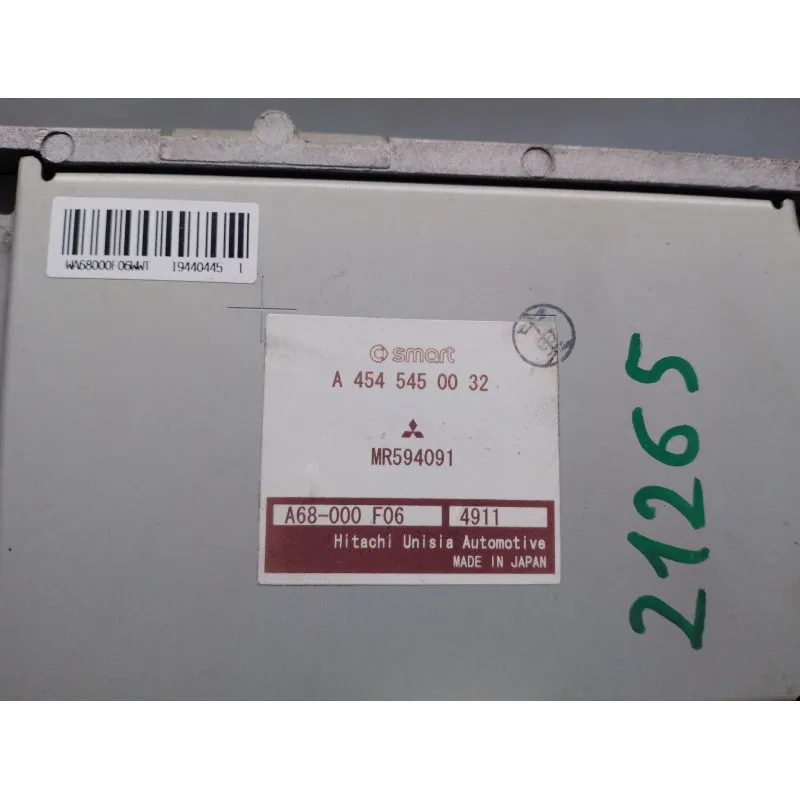 WA68000F06WWT 19440445 1
smart
A 454 545 00 32
MR594091
A68-000 F06 4911
Hitachi Unisia Automotive
MADE IN JAPAN
21265